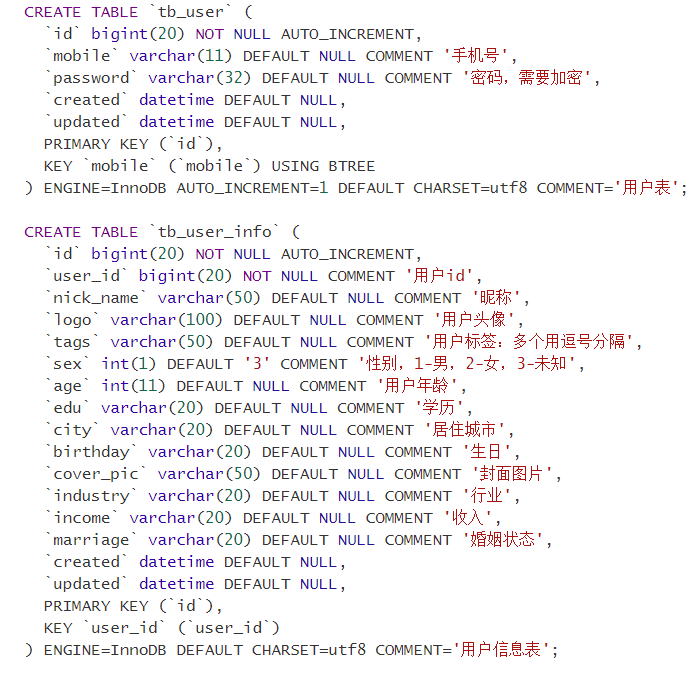 CREATE TABLE `tb_user` (
  `id` bigint(20) NOT NULL AUTO_INCREMENT,
  `mobile` varchar(11) DEFAULT NULL COMMENT '手机号',
  `password` varchar(32) DEFAULT NULL COMMENT '密码，需要加密',
  `created` datetime DEFAULT NULL,
  `updated` datetime DEFAULT NULL,
  PRIMARY KEY (`id`),
  KEY `mobile` (`mobile`) USING BTREE
) ENGINE=InnoDB AUTO_INCREMENT=1 DEFAULT CHARSET=utf8 COMMENT='用户表';
CREATE TABLE `tb_user_info` (
  `id` bigint(20) NOT NULL AUTO_INCREMENT,
  `user_id` bigint(20) NOT NULL COMMENT '用户id',
  `nick_name` varchar(50) DEFAULT NULL COMMENT '昵称',
  `logo` varchar(100) DEFAULT NULL COMMENT '用户头像',
  `tags` varchar(50) DEFAULT NULL COMMENT '用户标签：多个用逗号分隔',
  `sex` int(1) DEFAULT '3' COMMENT '性别，1-男，2-女，3-未知',
  `age` int(11) DEFAULT NULL COMMENT '用户年龄',
  `edu` varchar(20) DEFAULT NULL COMMENT '学历',
  `city` varchar(20) DEFAULT NULL COMMENT '居住城市',
  `birthday` varchar(20) DEFAULT NULL COMMENT '生日',
  `cover_pic` varchar(50) DEFAULT NULL COMMENT '封面图片',
  `industry` varchar(20) DEFAULT NULL COMMENT '行业',
  `income` varchar(20) DEFAULT NULL COMMENT '收入',
  `marriage` varchar(20) DEFAULT NULL COMMENT '婚姻状态',
  `created` datetime DEFAULT NULL,
  `updated` datetime DEFAULT NULL,
  PRIMARY KEY (`id`),
  KEY `user_id` (`user_id`)
) ENGINE=InnoDB DEFAULT CHARSET=utf8 COMMENT='用户信息表';